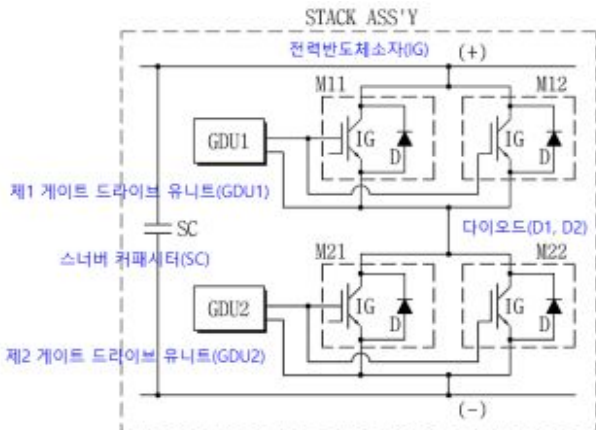 STACK ASS'Y
전력반도체소자(IG)
(+)
M11
M12
GDU1
IG
D
IG
D
제1 게이트 드라이브 유니트(GDU1)
SC
다이오드(D1, D2)
스너버 커패시터(SC)
M21
M22
GDU2
IG
D
IG
D
제2 게이트 드라이브 유니트(GDU2)
(-)